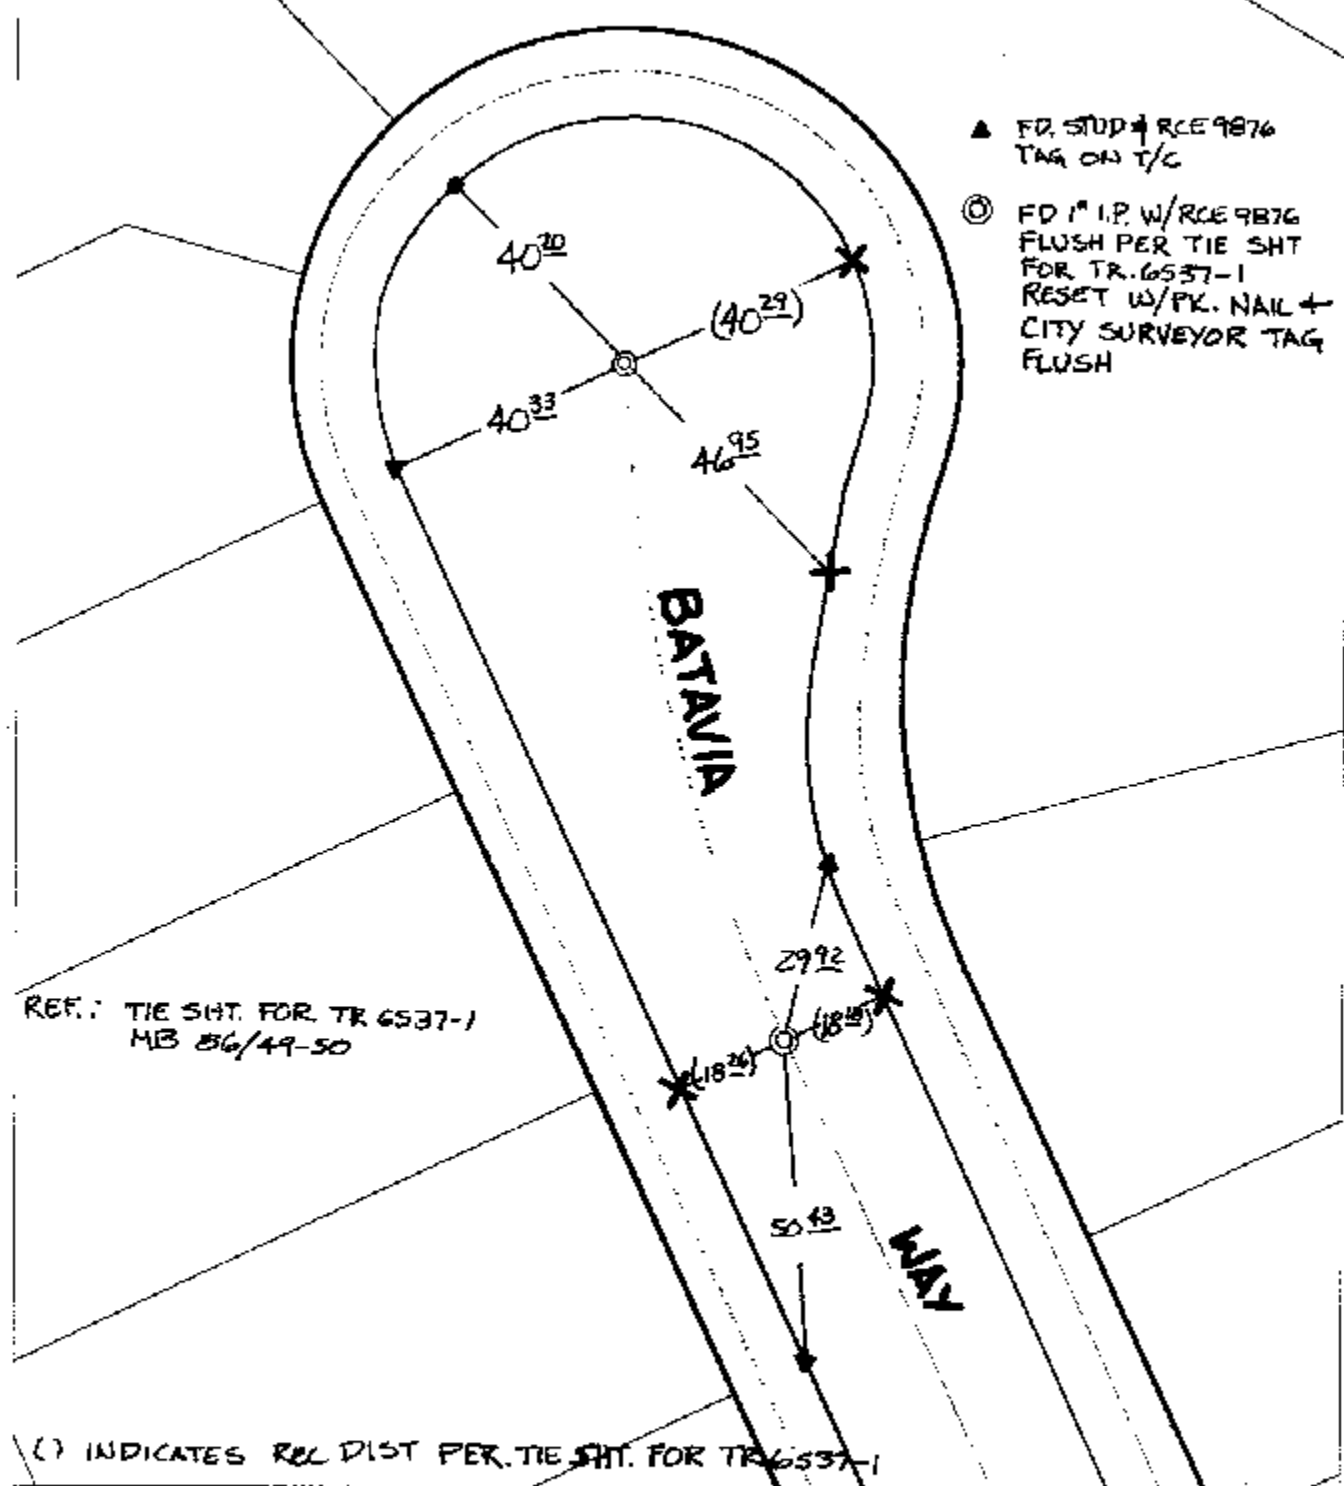 ▲ FD. STUD & RCE 9876
TAG ON T/C
◎ FD 1" I.P. W/RCE 9876
FLUSH PER TIE SHT
FOR TR. 6537-1
RESET W/PK. NAIL +
CITY SURVEYOR TAG
FLUSH
40 20
(40 29)
40 33
46 95
BATAVIA
29 92
(18 26)
50 43
WAY
REF.: TIE SHT. FOR TR 6537-1
MB 86/49-50
() INDICATES REC DIST PER. TIE SHT. FOR TR 6537-1